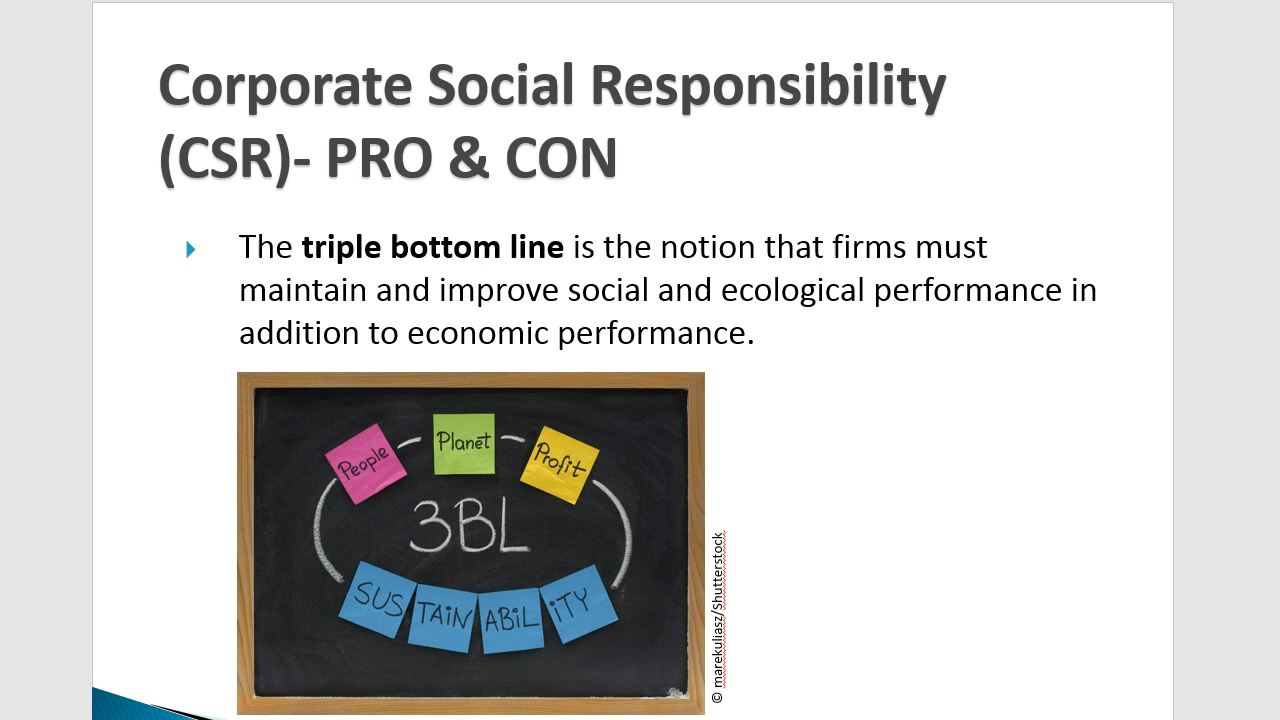 Corporate Social Responsibility
(CSR)- PRO & CON
The triple bottom line is the notion that firms must
maintain and improve social and ecological performance in
addition to economic performance.
People
Planet
Profit
3BL
SUS
TAiN
ABiL
iTY
© marekuliasz/Shutterstock